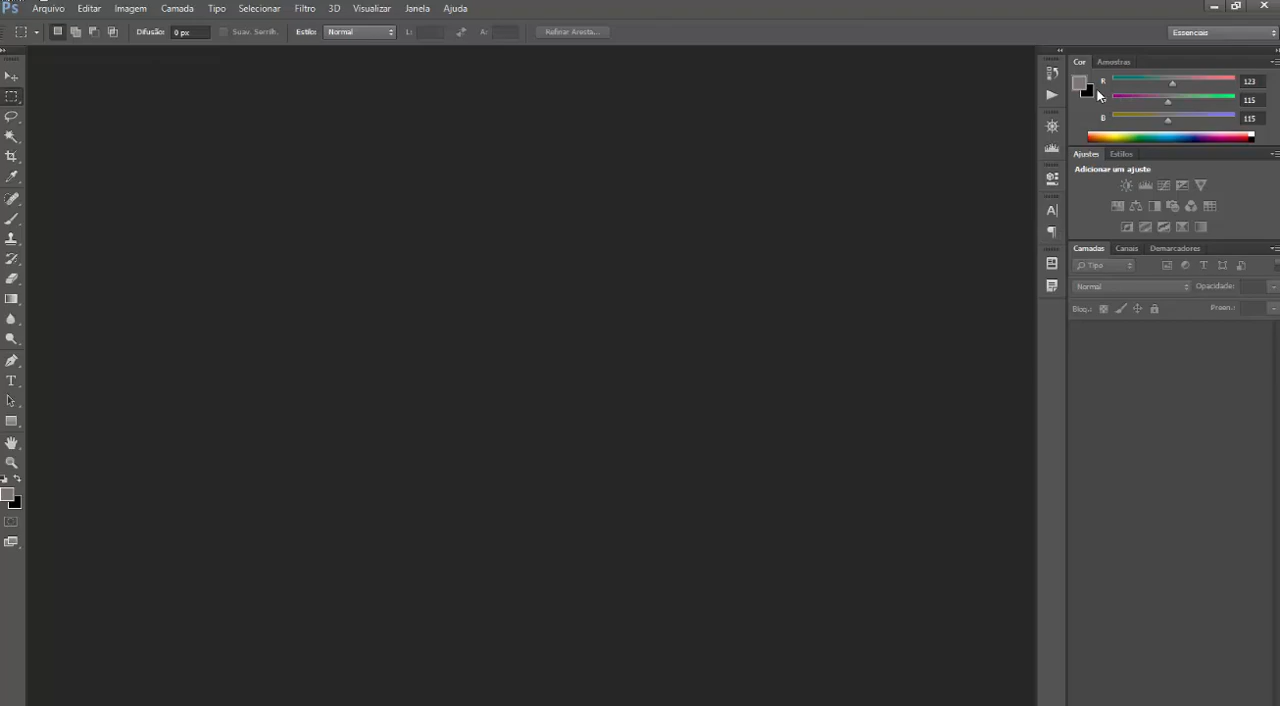 Ps Arquivo Editar Imagem Camada Tipo Selecionar Filtro 3D Visualizar Janela Ajuda
Difusão: 0 px Suav. Serrilh. Estilo: Normal L: A: Refinar Aresta... Essenciais
Cor Amostras
R 123
G 115
B 115
Ajustes Estilos
Adicionar um ajuste
Camadas Canais Demarcadores
Tipo
Normal Opacidade:
Bloq.: Preen.: